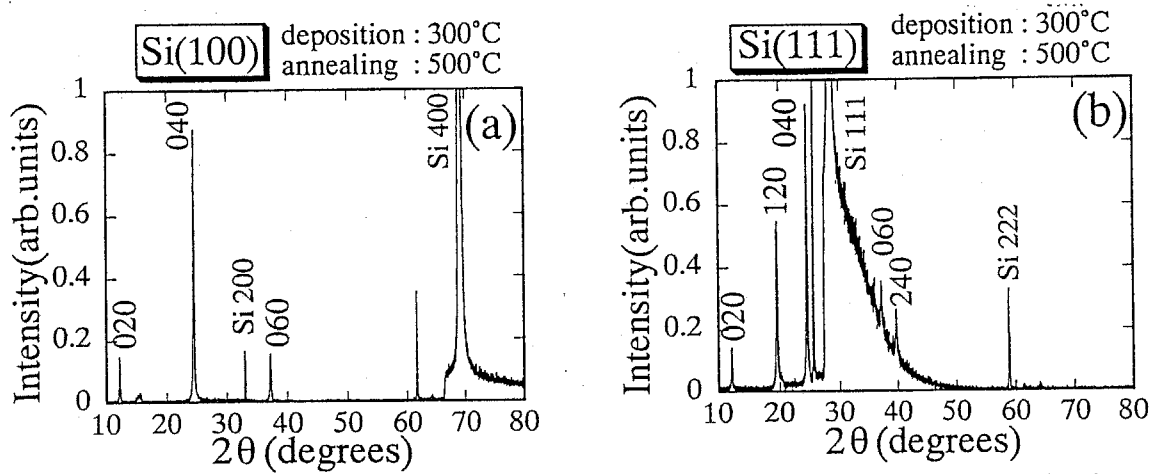 Si(100)
deposition : 300°C
annealing : 500°C
(a)
Intensity(arb.units)
1
0.8
0.6
0.4
0.2
0
020
040
Si 200
060
Si 400
10 20 30 40 50 60 70 80
2θ (degrees)
Si(111)
deposition : 300°C
annealing : 500°C
(b)
Intensity(arb.units)
1
0.8
0.6
0.4
0.2
0
020
120
040
Si 111
060
240
Si 222
10 20 30 40 50 60 70 80
2θ (degrees)